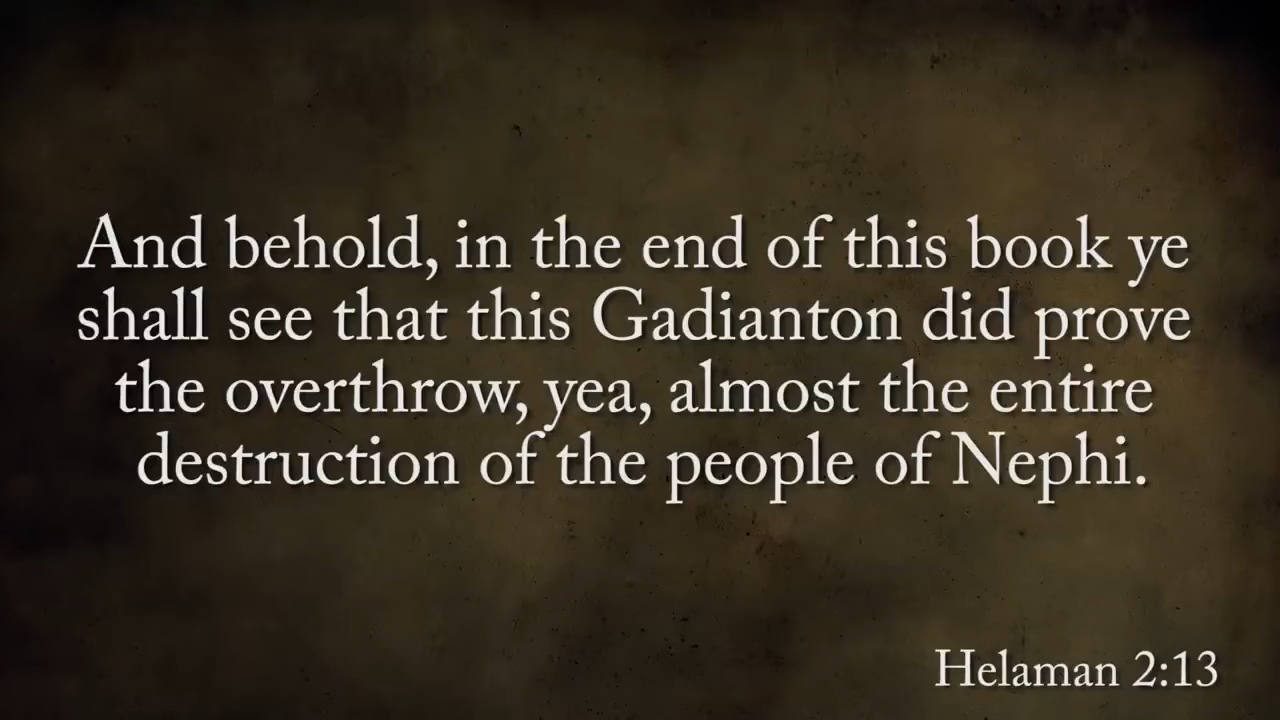 And behold, in the end of this book ye
shall see that this Gadianton did prove
the overthrow, yea, almost the entire
destruction of the people of Nephi.
Helaman 2:13